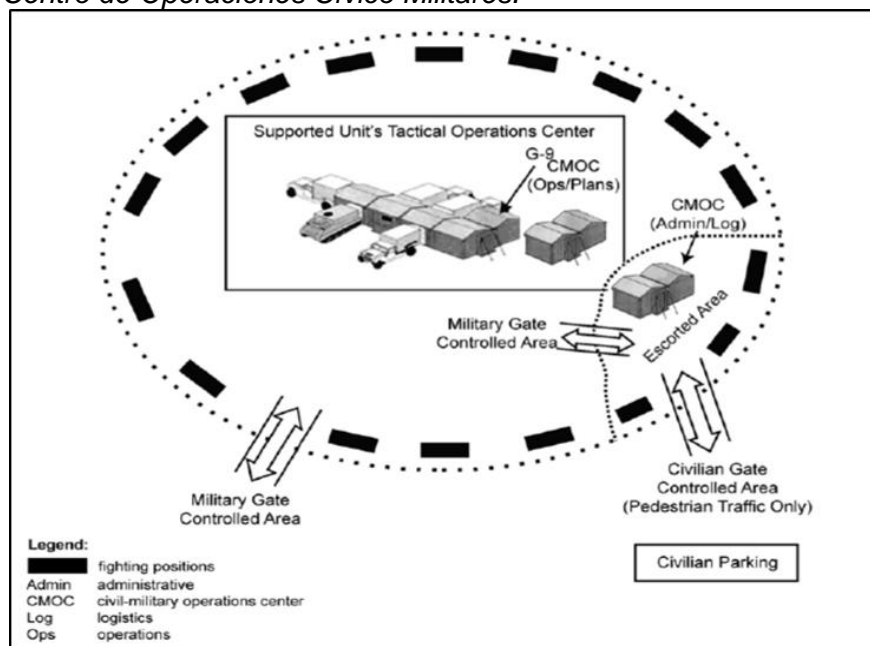 Centro de Operaciones Cívico Militares.
Supported Unit's Tactical Operations Center
G-9
CMOC
(Ops/Plans)
CMOC
(Admin/Log)
Military Gate
Controlled Area
Escorted Area
Military Gate
Controlled Area
Civilian Gate
Controlled Area
(Pedestrian Traffic Only)
Civilian Parking
Legend:
fighting positions
Admin administrative
CMOC civil-military operations center
Log logistics
Ops operations